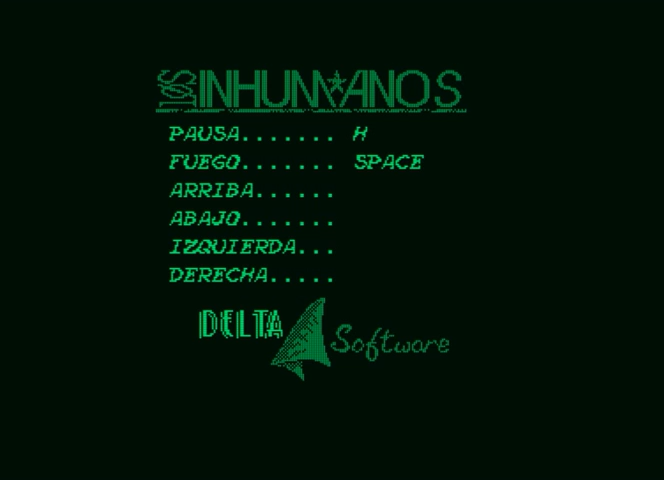 LOS INHUMANOS
PAUSA....... H
FUEGO....... SPACE
ARRIBA......
ABAJO.......
IZQUIERDA...
DERECHA.....
DELTA Software